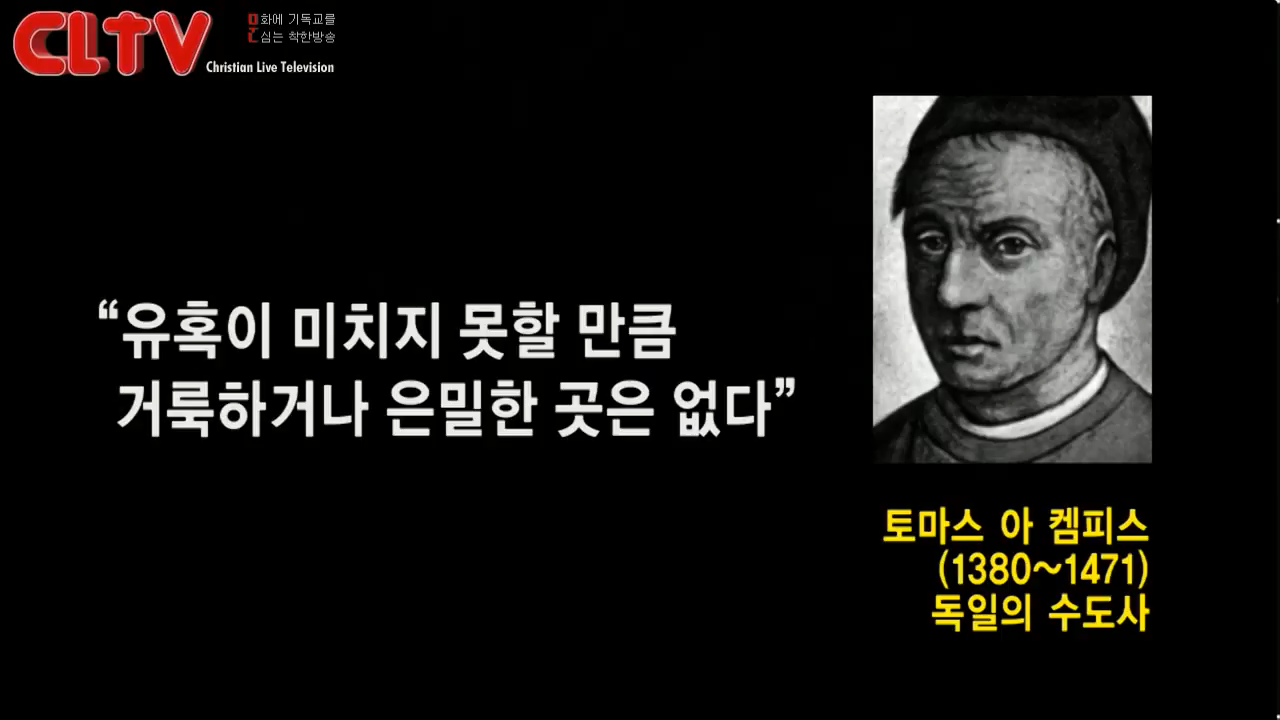 CLTV
문화에 기독교를
심는 착한방송
Christian Live Television
“유혹이 미치지 못할 만큼
거룩하거나 은밀한 곳은 없다”
토마스 아 켐피스
(1380~1471)
독일의 수도사